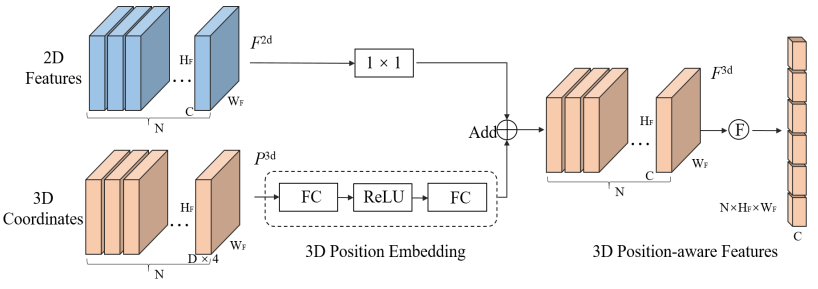 2D
Features
H_F
W_F
C
N
F^2d
1 × 1
3D
Coordinates
H_F
W_F
D × 4
N
P^3d
FC
ReLU
FC
3D Position Embedding
Add
F^3d
H_F
W_F
C
N
F
N×H_F×W_F
C
3D Position-aware Features